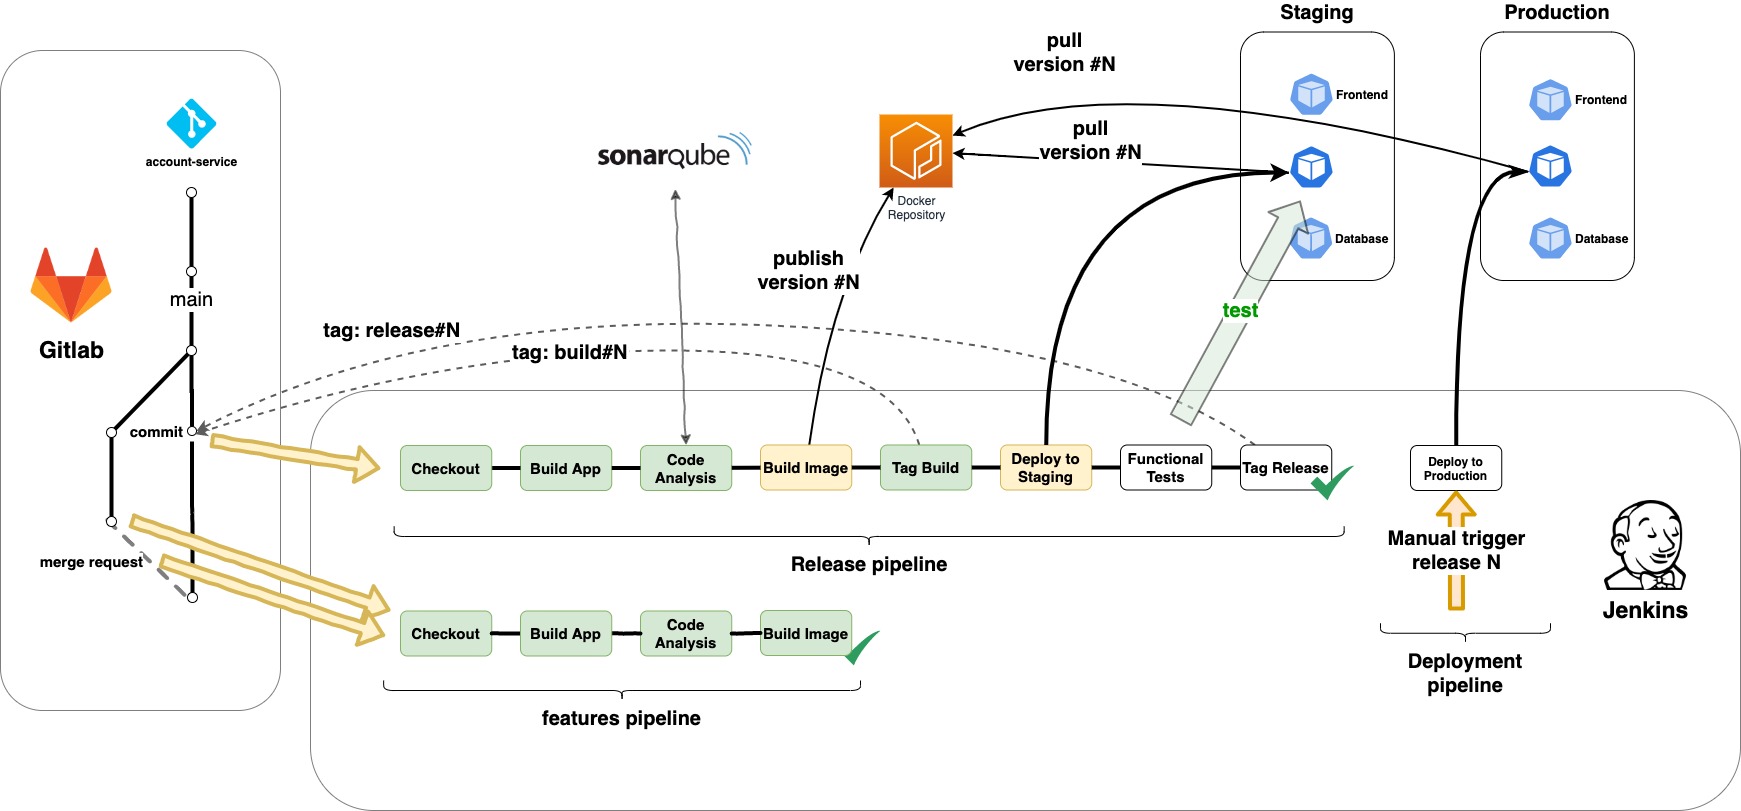 Staging
Production
pull
version #N
Frontend
Frontend
pull
version #N
account-service
sonarqube
Docker
Repository
Database
Database
publish
version #N
main
test
tag: release#N
Gitlab
tag: build#N
commit
Checkout
Build App
Code
Analysis
Build Image
Tag Build
Deploy to
Staging
Functional
Tests
Tag Release
Deploy to
Production
Manual trigger
release N
merge request
Release pipeline
Jenkins
Checkout
Build App
Code
Analysis
Build Image
Deployment
pipeline
features pipeline